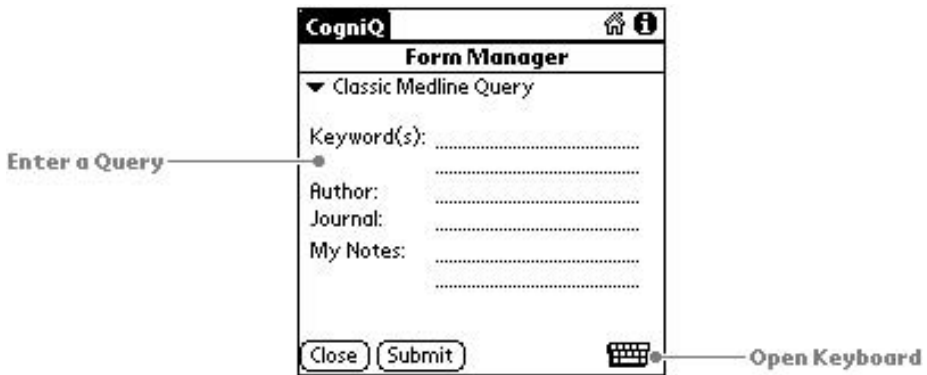 CogniQ
Form Manager
Classic Medline Query
Keyword(s):
Enter a Query
Author:
Journal:
My Notes:
Close Submit
Open Keyboard